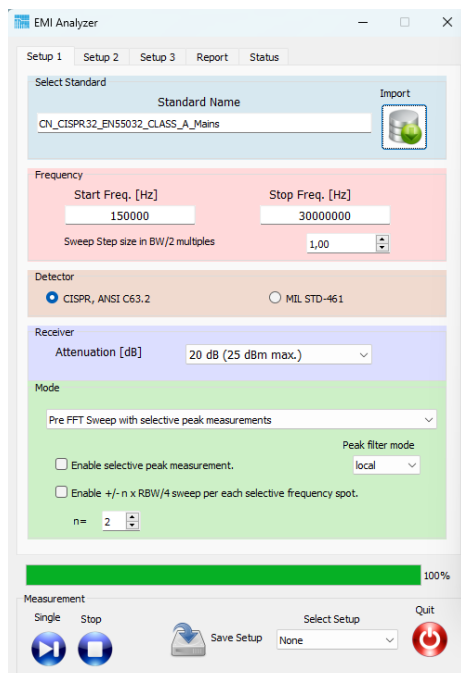 EMI Analyzer
Setup 1 Setup 2 Setup 3 Report Status
Select Standard
Import
Standard Name
CN_CISPR32_EN55032_CLASS_A_Mains
Frequency
Start Freq. [Hz] Stop Freq. [Hz]
150000 30000000
Sweep Step size in BW/2 multiples 1,00
Detector
CISPR, ANSI C63.2 MIL STD-461
Receiver
Attenuation [dB] 20 dB (25 dBm max.)
Mode
Pre FFT Sweep with selective peak measurements
Peak filter mode
Enable selective peak measurement. local
Enable +/- n x RBW/4 sweep per each selective frequency spot.
n= 2
100%
Measurement
Single Stop Select Setup Quit
Save Setup None